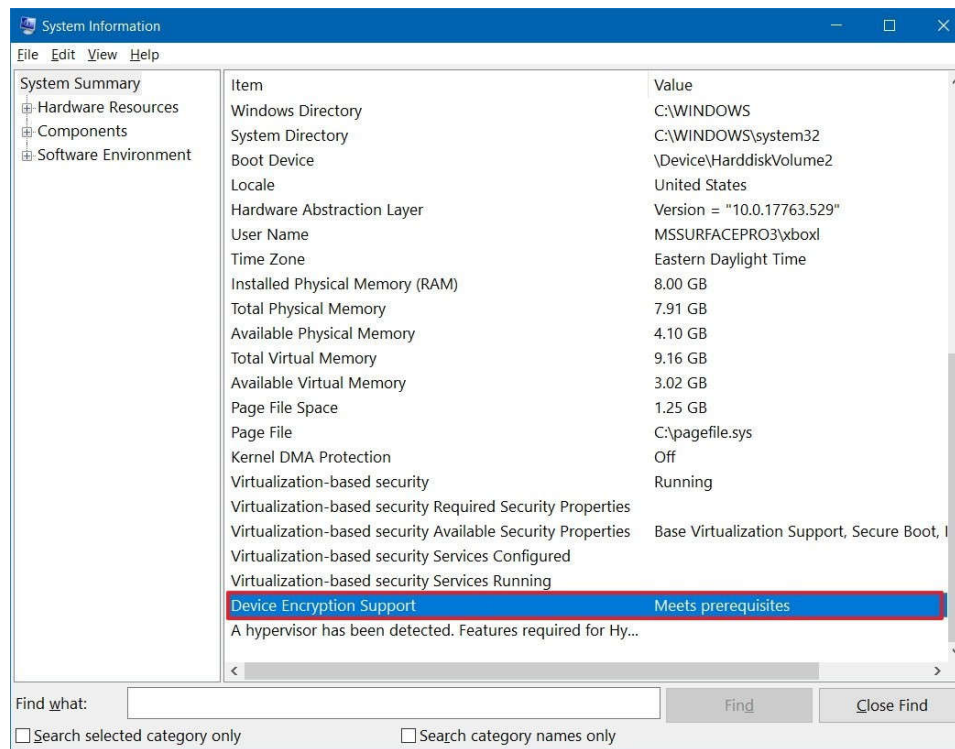 System Information
File Edit View Help
System Summary
Hardware Resources
Components
Software Environment
Item Value
Windows Directory C:\WINDOWS
System Directory C:\WINDOWS\system32
Boot Device \Device\HarddiskVolume2
Locale United States
Hardware Abstraction Layer Version = "10.0.17763.529"
User Name MSSURFACEPRO3\xboxl
Time Zone Eastern Daylight Time
Installed Physical Memory (RAM) 8.00 GB
Total Physical Memory 7.91 GB
Available Physical Memory 4.10 GB
Total Virtual Memory 9.16 GB
Available Virtual Memory 3.02 GB
Page File Space 1.25 GB
Page File C:\pagefile.sys
Kernel DMA Protection Off
Virtualization-based security Running
Virtualization-based security Required Security Properties
Virtualization-based security Available Security Properties Base Virtualization Support, Secure Boot,
Virtualization-based security Services Configured
Virtualization-based security Services Running
Device Encryption Support Meets prerequisites
A hypervisor has been detected. Features required for Hy...
Find what: Find Close Find
Search selected category only Search category names only